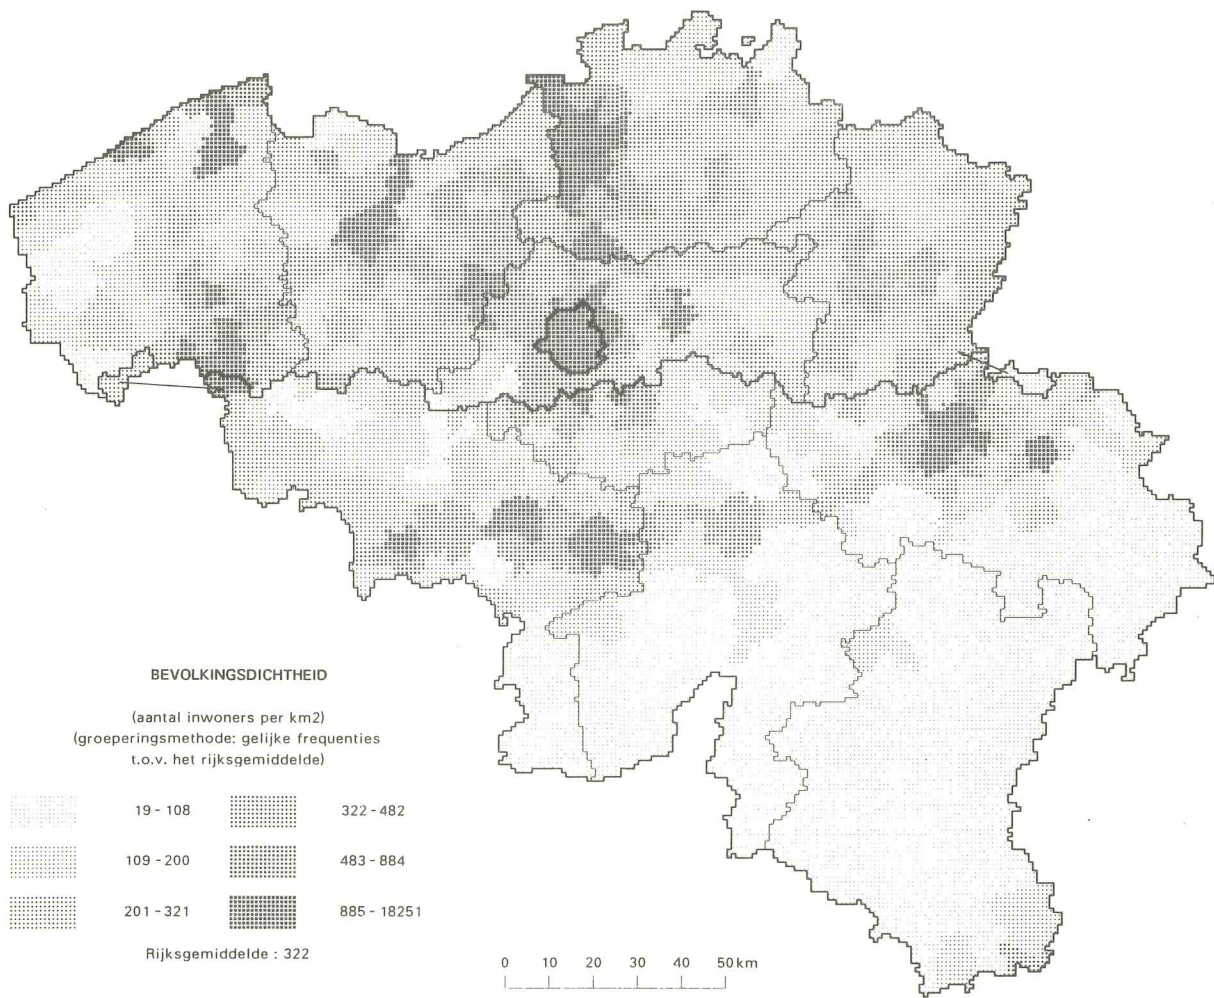 BEVOLKINGSDICHTHEID
(aantal inwoners per km2)
(groeperingsmethode: gelijke frequenties
t.o.v. het rijksgemiddelde)
19 - 108
322 - 482
109 - 200
483 - 884
201 - 321
885 - 18251
Rijksgemiddelde : 322
0 10 20 30 40 50 km